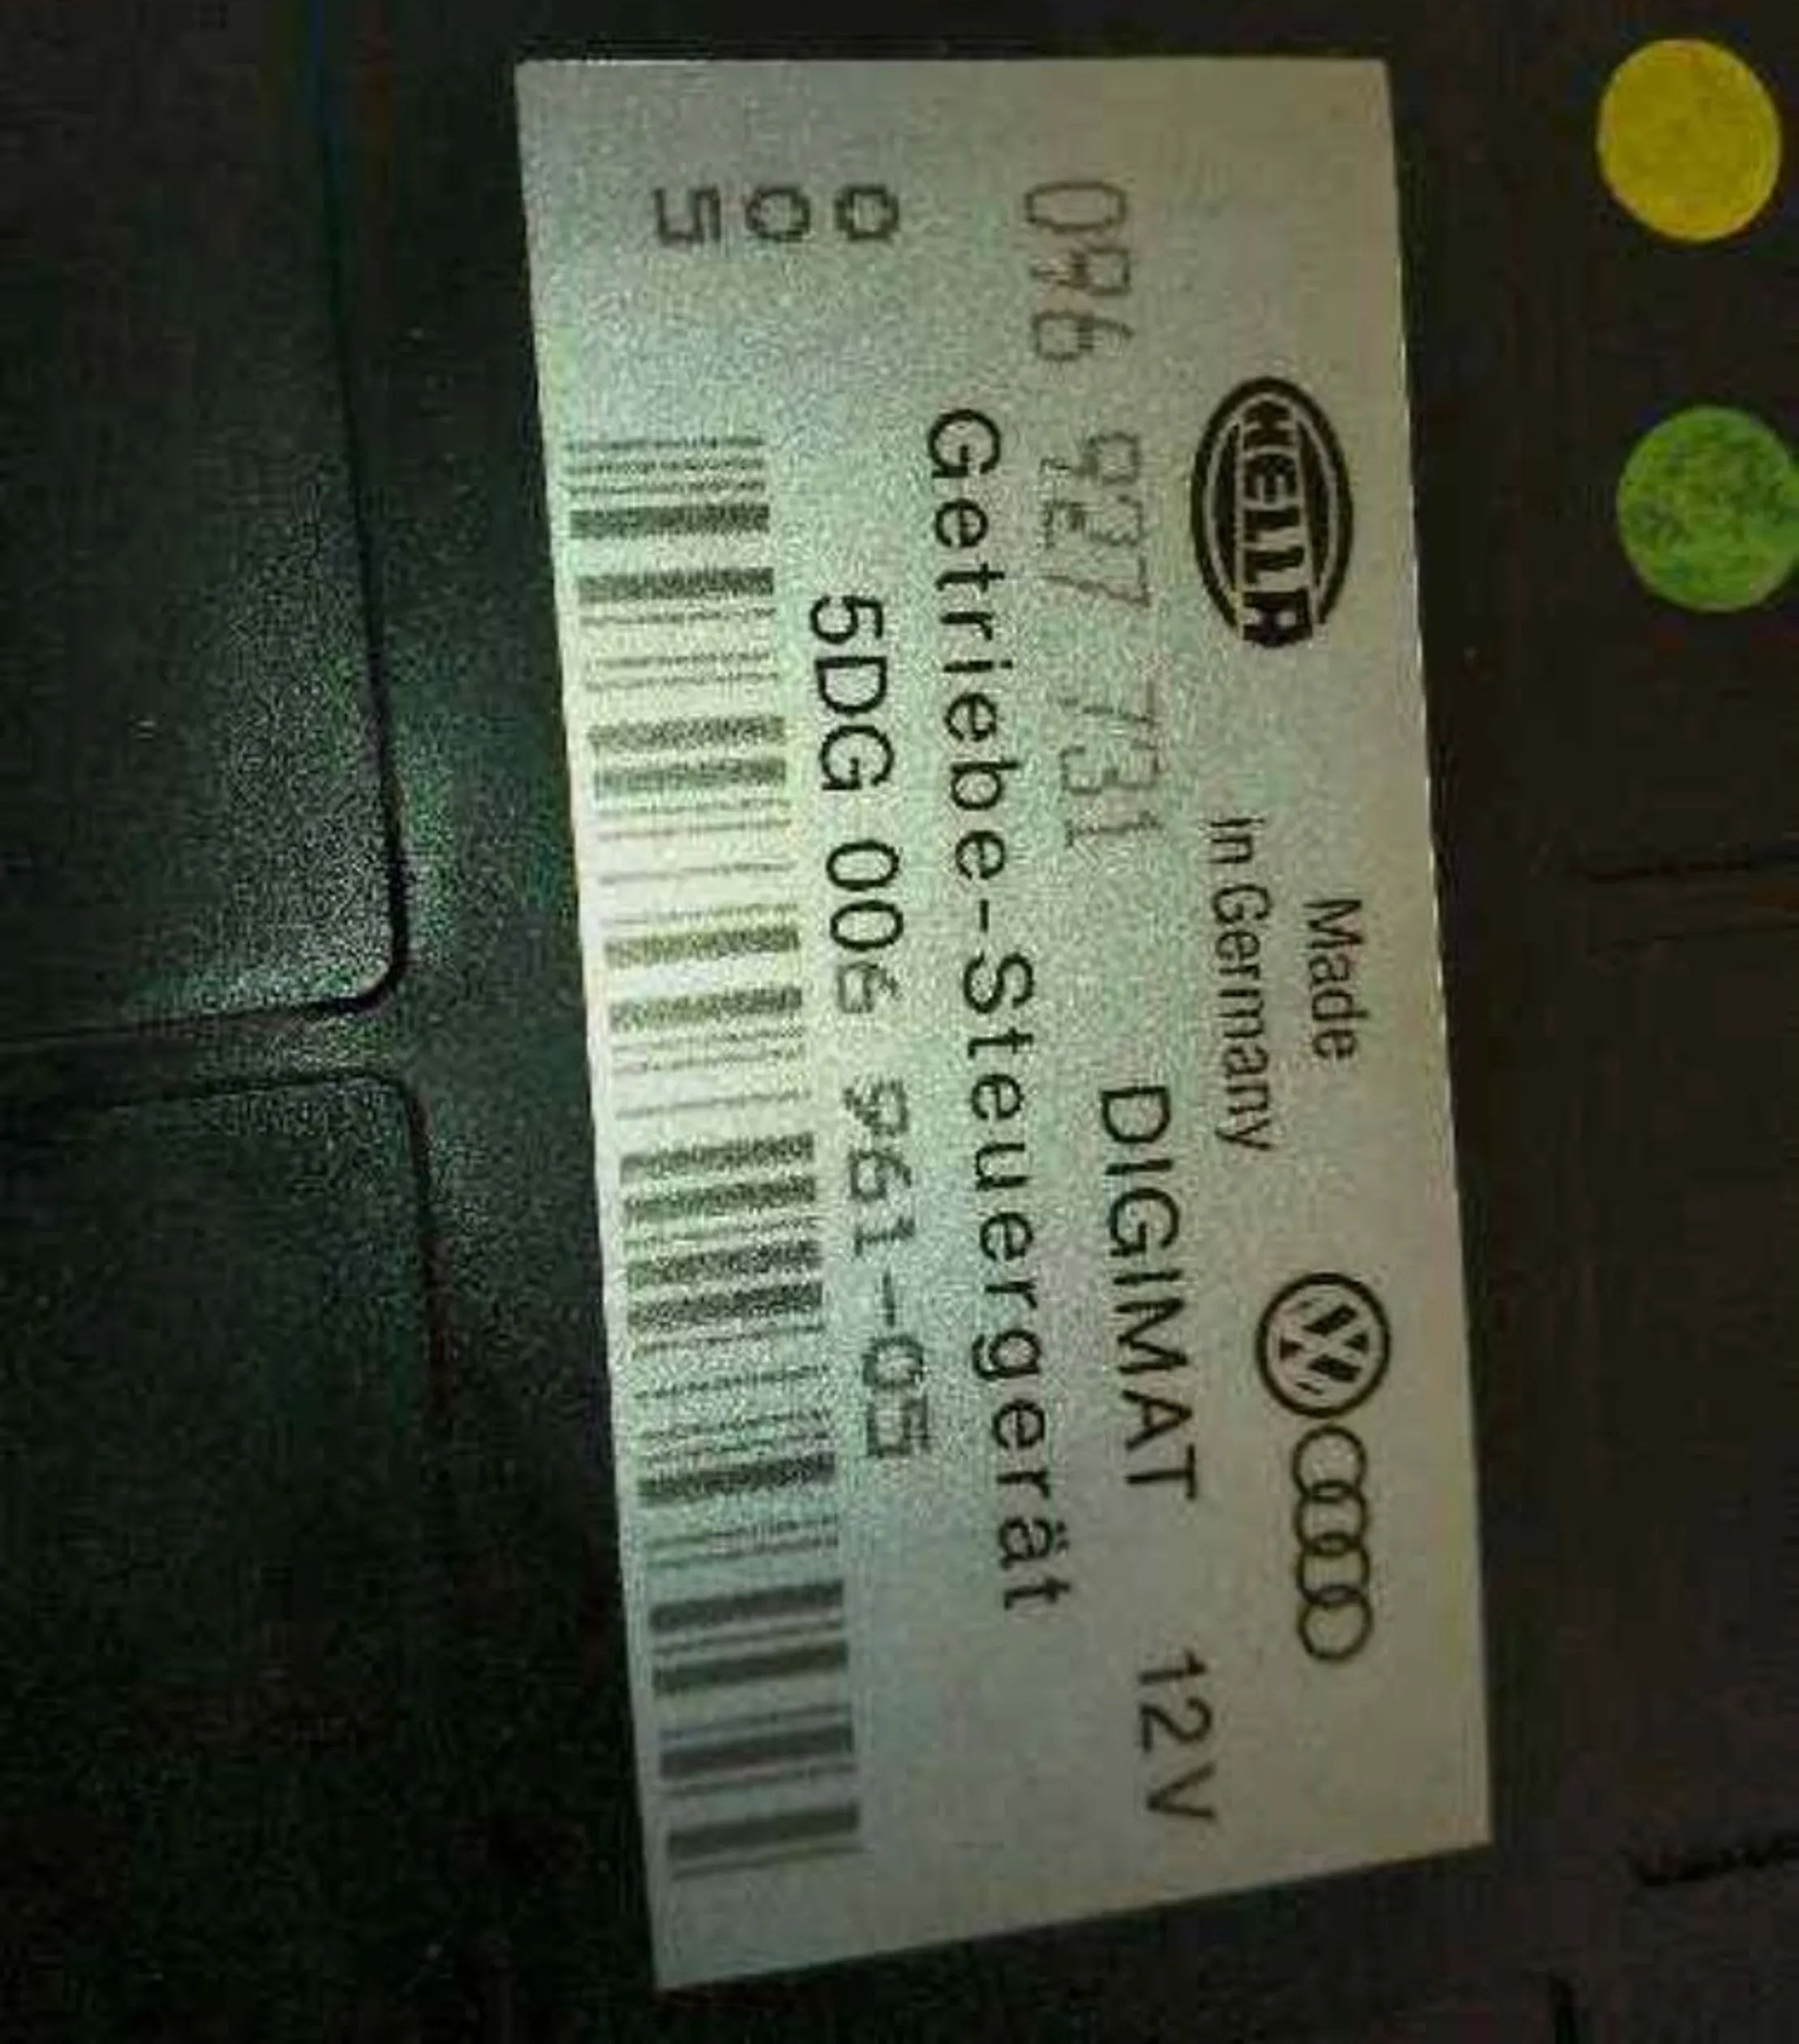 HELLA
Made
in Germany
096 927 731 DIGIMAT 12V
Getriebe-Steuergerät
5DG 006 961-05
0
0
5